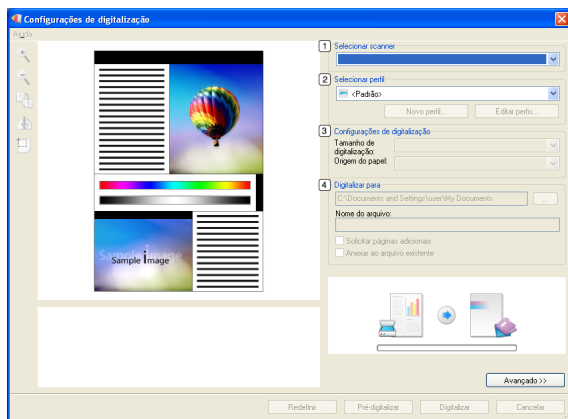 Configurações de digitalização
Ajuda
1 Selecionar scanner
2 Selecionar perfil
<Padrão>
Novo perfil... Editar perfis...
3 Configurações de digitalização
Tamanho de digitalização:
Origem do papel:
4 Digitalizar para
C:\Documents and Settings\user\My Documents ...
Nome do arquivo:
Solicitar páginas adicionais
Anexar ao arquivo existente
Sample image
Sample image
Avançado >>
Redefinir Pré-digitalizar Digitalizar Cancelar